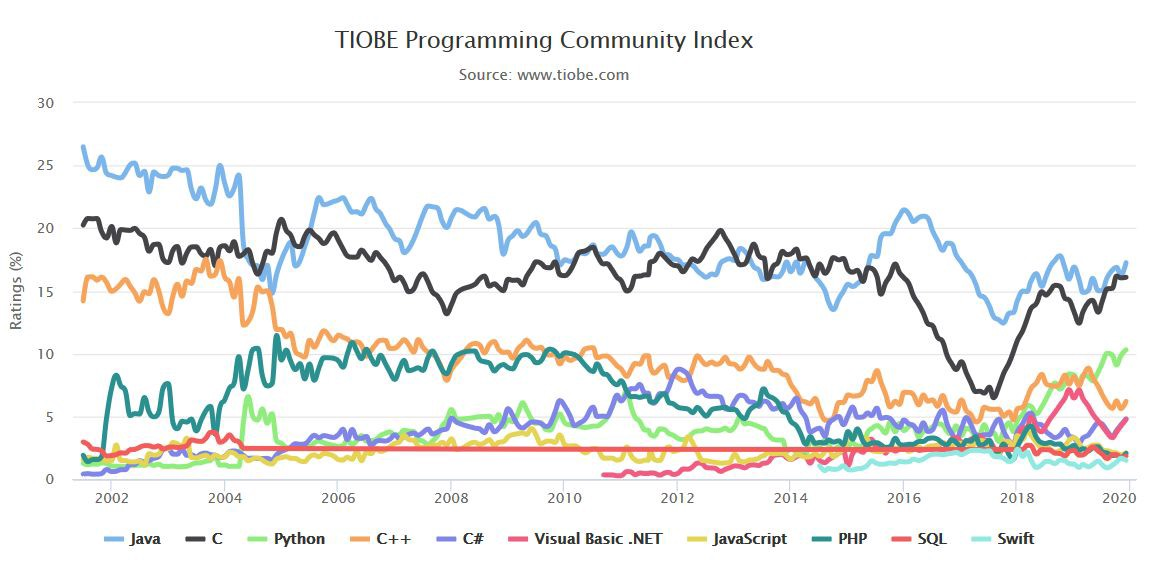 TIOBE Programming Community Index
Source: www.tiobe.com
30
25
20
15
10
5
0
Ratings (%)
2002 2004 2006 2008 2010 2012 2014 2016 2018 2020
Java C Python C++ C# Visual Basic .NET JavaScript PHP SQL Swift